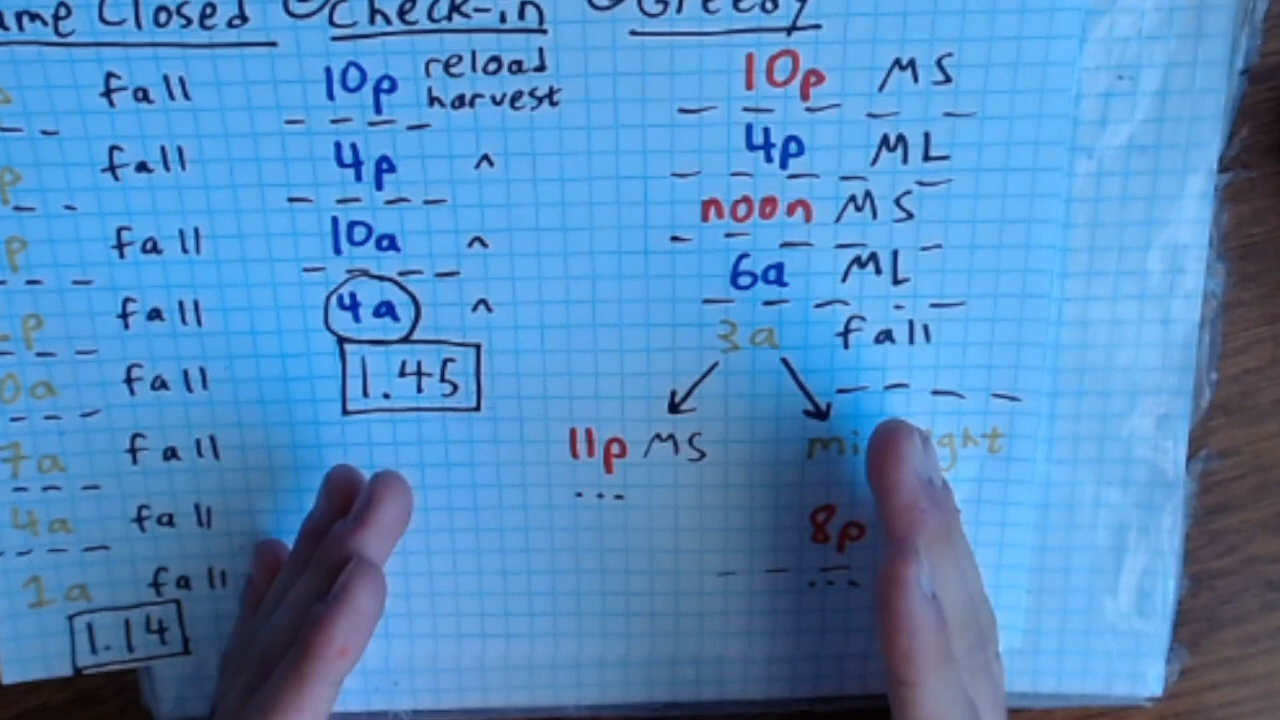 Closed
Check-in
Greedy
fall
fall
fall
fall
0a fall
7a fall
4a fall
1a fall
1.14
10p reload
harvest
4p ^
10a ^
4a ^
1.45
10p MS
4p ML
noon MS
6a ML
3a fall
11p MS
...
8p
...